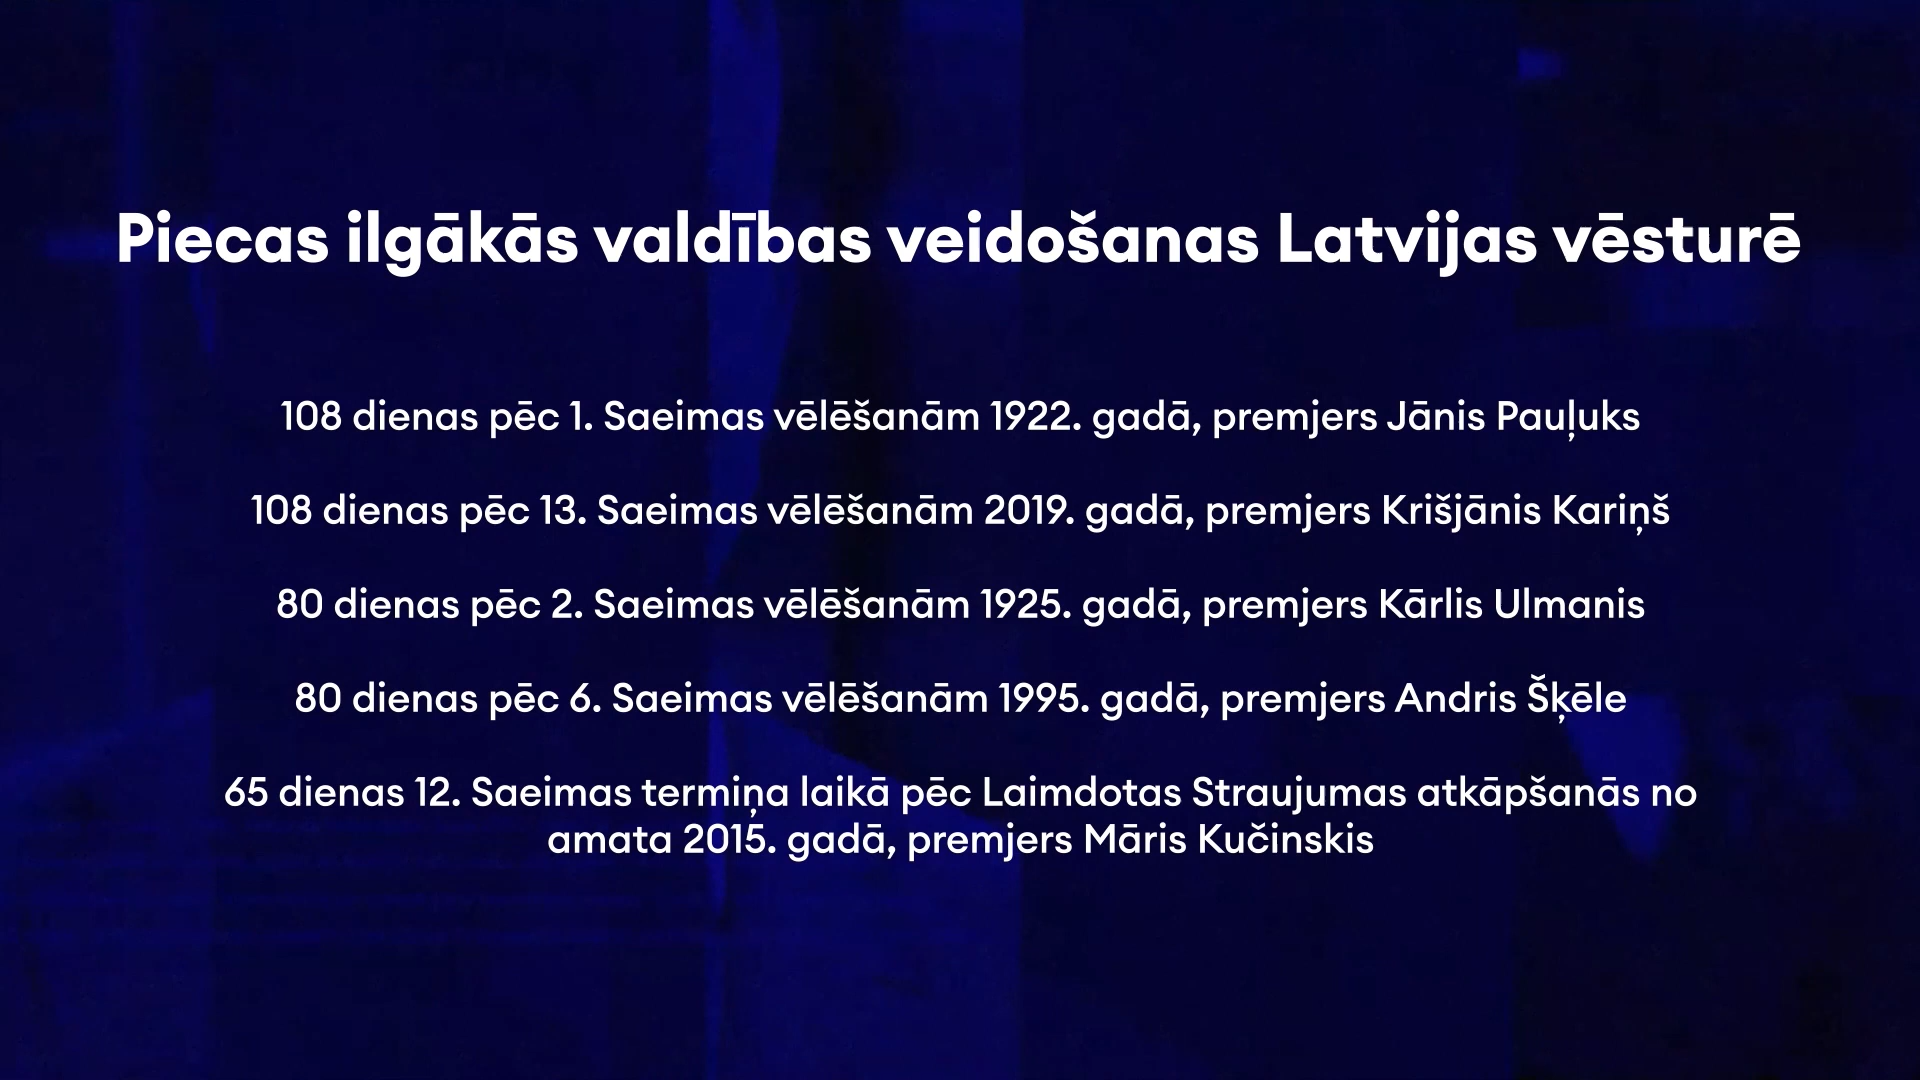 Piecas ilgākās valdības veidošanas Latvijas vēsturē
108 dienas pēc 1. Saeimas vēlēšanām 1922. gadā, premjers Jānis Pauļuks
108 dienas pēc 13. Saeimas vēlēšanām 2019. gadā, premjers Krišjānis Kariņš
80 dienas pēc 2. Saeimas vēlēšanām 1925. gadā, premjers Kārlis Ulmanis
80 dienas pēc 6. Saeimas vēlēšanām 1995. gadā, premjers Andris Šķēle
65 dienas 12. Saeimas termiņa laikā pēc Laimdotas Straujumas atkāpšanās no
amata 2015. gadā, premjers Māris Kučinskis